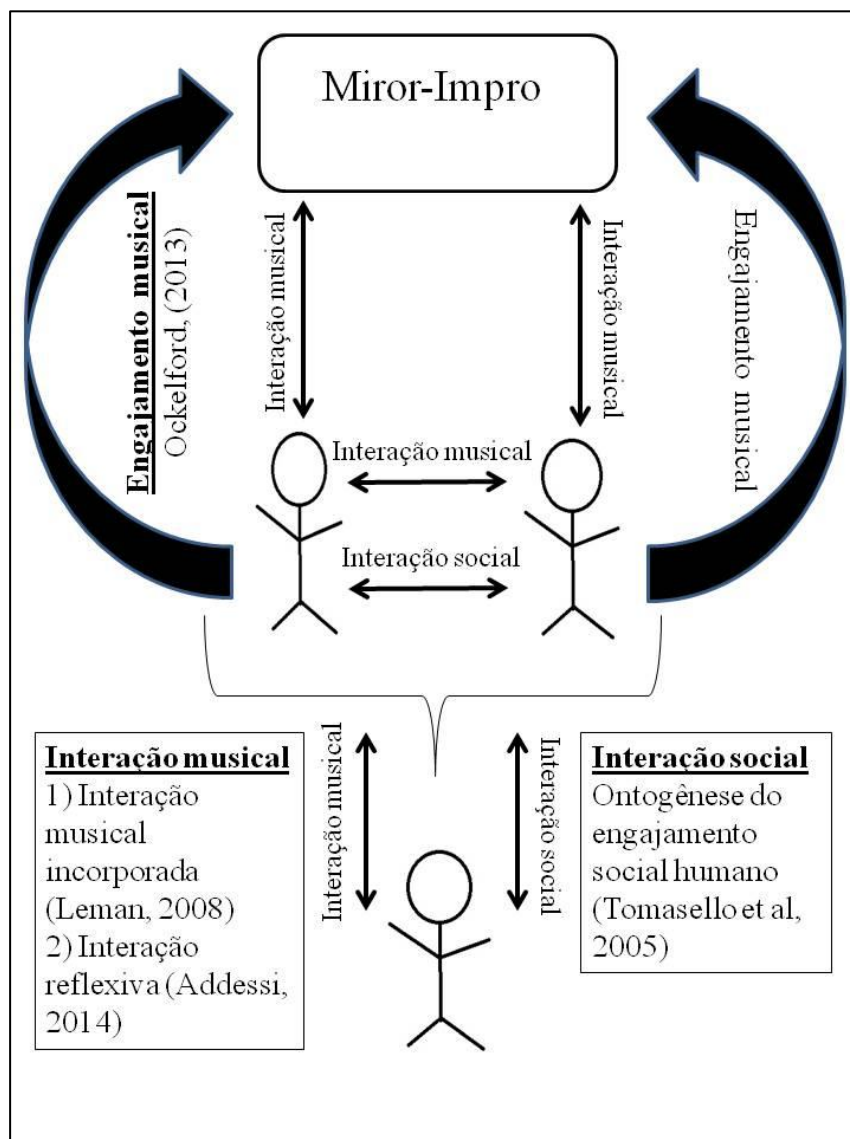 Miror-Impro
Engajamento musical
Ockelford, (2013)
Interação musical
Interação musical
Engajamento musical
Interação musical
Interação social
Interação musical
Interação social
Interação musical
1) Interação
musical
incorporada
(Leman, 2008)
2) Interação
reflexiva (Addessi,
2014)
Interação social
Ontogênese do
engajamento
social humano
(Tomasello et al,
2005)